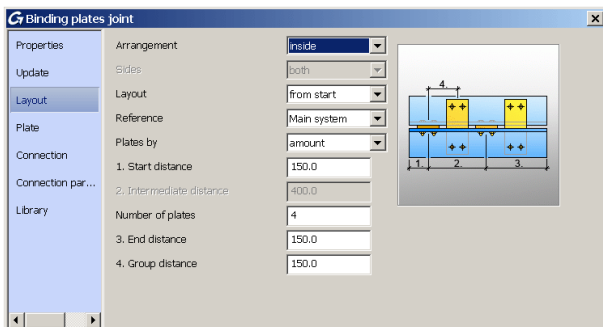 Binding plates joint
Properties
Update
Layout
Plate
Connection
Connection par...
Library
Arrangement inside
Sides both
Layout from start
Reference Main system
Plates by amount
1. Start distance 150.0
2. Intermediate distance 400.0
Number of plates 4
3. End distance 150.0
4. Group distance 150.0
4.
1. 2. 3.